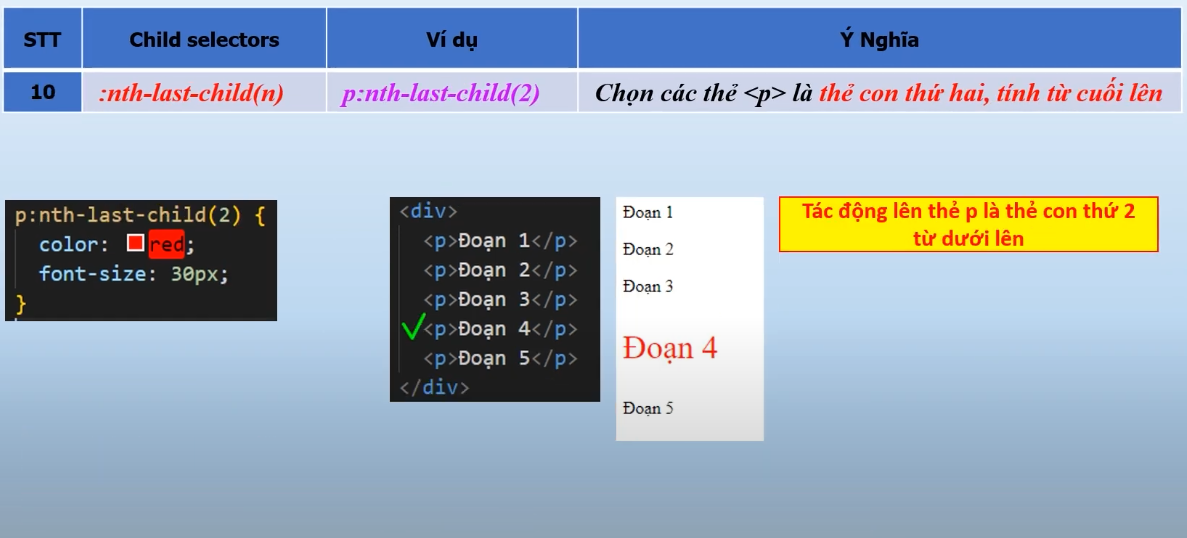 STT Child selectors Ví dụ Ý Nghĩa
10 :nth-last-child(n) p:nth-last-child(2) Chọn các thẻ <p> là thẻ con thứ hai, tính từ cuối lên
p:nth-last-child(2) {
color: red;
font-size: 30px;
}
<div>
<p>Đoạn 1</p>
<p>Đoạn 2</p>
<p>Đoạn 3</p>
<p>Đoạn 4</p>
<p>Đoạn 5</p>
</div>
Đoạn 1
Đoạn 2
Đoạn 3
Đoạn 4
Đoạn 5
Tác động lên thẻ p là thẻ con thứ 2
từ dưới lên